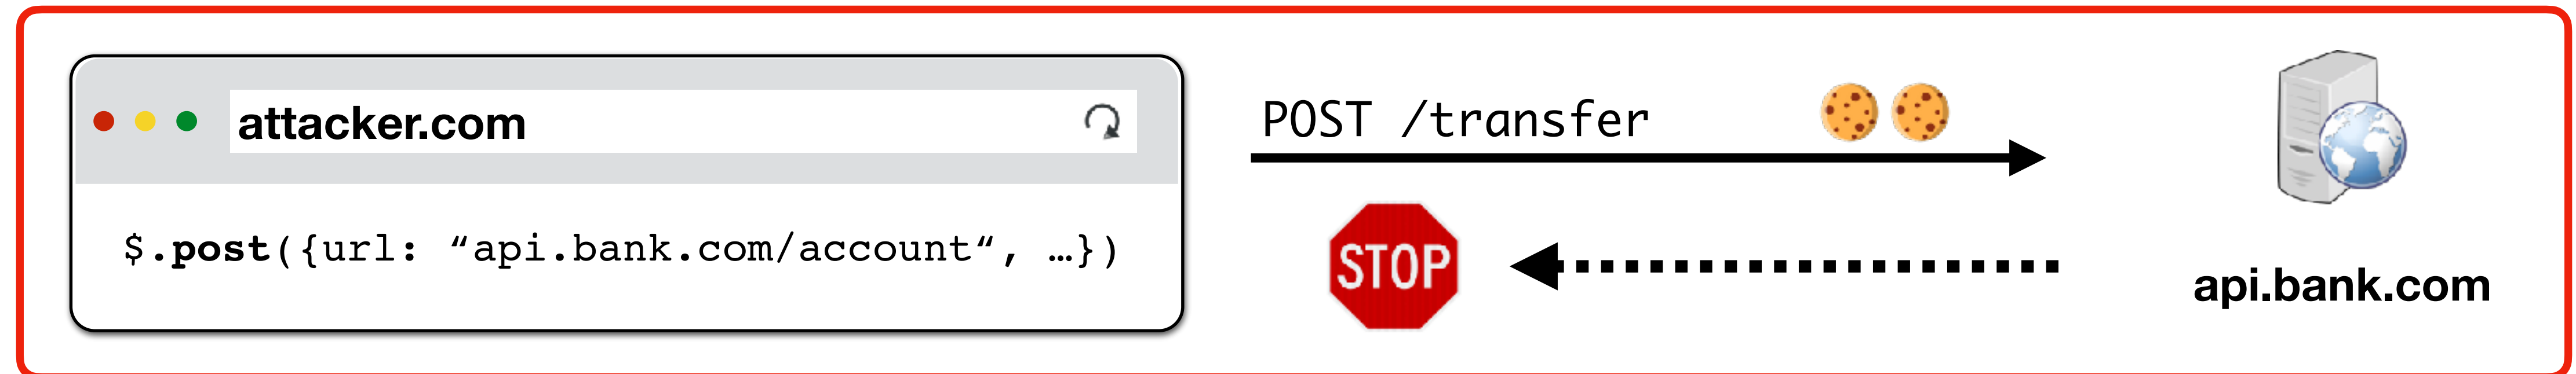 attacker.com
$.post({url: “api.bank.com/account“, …})
POST /transfer
STOP
api.bank.com